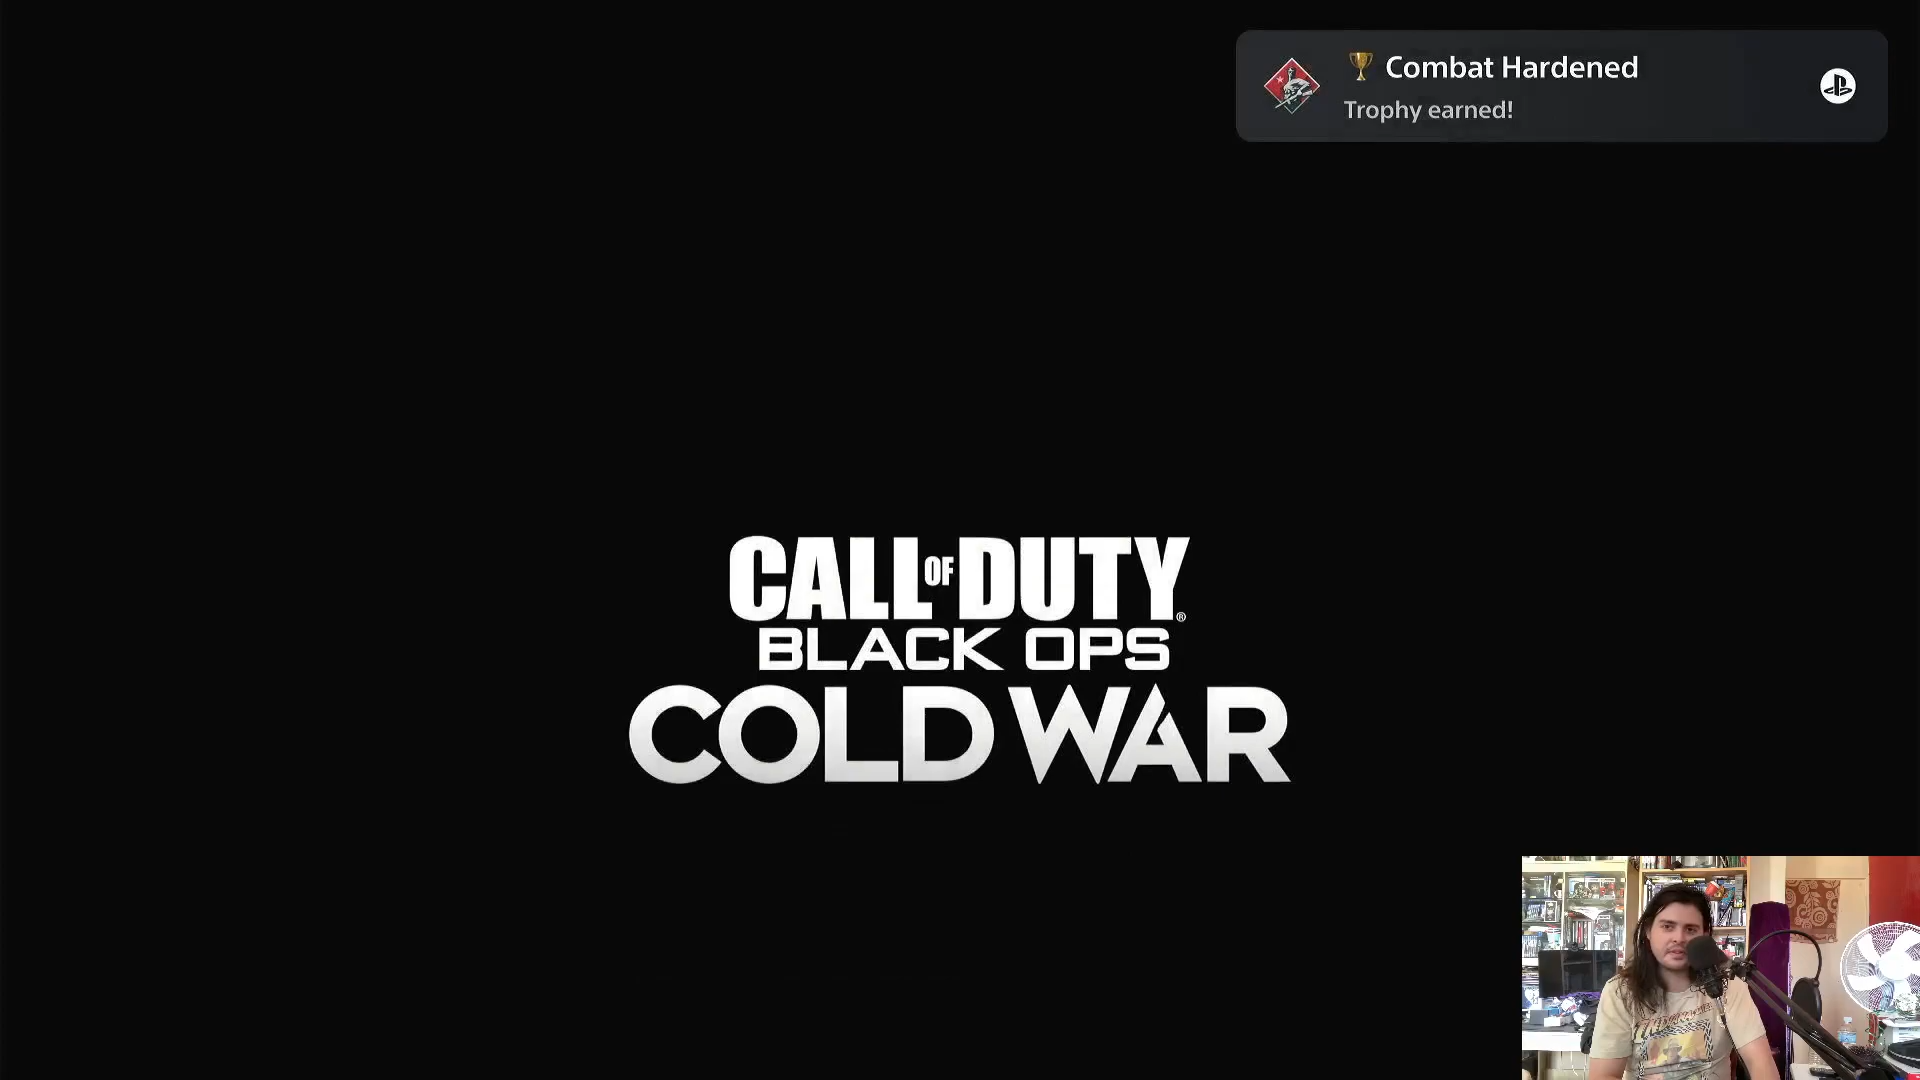 Combat Hardened
Trophy earned!
CALL OF DUTY®
BLACK OPS
COLD WAR